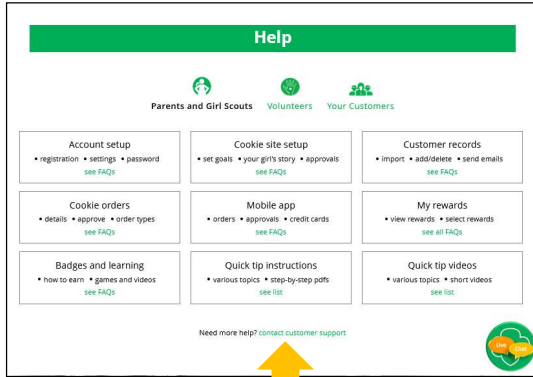 Help
Parents and Girl Scouts Volunteers Your Customers
Account setup
• registration • settings • password
see FAQs
Cookie site setup
• set goals • your girl's story • approvals
see FAQs
Customer records
• import • add/delete • send emails
see FAQs
Cookie orders
• details • approve • order types
see FAQs
Mobile app
• orders • approvals • credit cards
see FAQs
My rewards
• view rewards • select rewards
see all FAQs
Badges and learning
• how to earn • games and videos
see FAQs
Quick tip instructions
• various topics • step-by-step pdfs
see list
Quick tip videos
• various topics • short videos
see list
Need more help? contact customer support
Live Chat